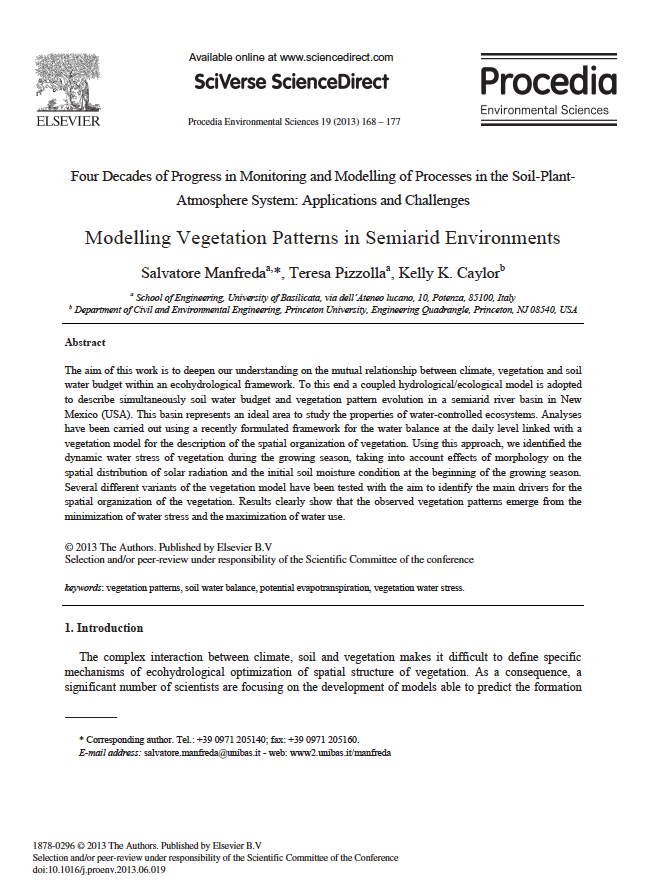 Available online at www.sciencedirect.com
SciVerse ScienceDirect
ELSEVIER
Procedia Environmental Sciences 19 (2013) 168 – 177
Procedia
Environmental Sciences
Four Decades of Progress in Monitoring and Modelling of Processes in the Soil-Plant-
Atmosphere System: Applications and Challenges
Modelling Vegetation Patterns in Semiarid Environments
Salvatore Manfredaa,*, Teresa Pizzollaa, Kelly K. Caylorb
a School of Engineering, University of Basilicata, via dell'Ateneo lucano, 10, Potenza, 85100, Italy
b Department of Civil and Environmental Engineering, Princeton University, Engineering Quadrangle, Princeton, NJ 08540, USA
Abstract
The aim of this work is to deepen our understanding on the mutual relationship between climate, vegetation and soil
water budget within an ecohydrological framework. To this end a coupled hydrological/ecological model is adopted
to describe simultaneously soil water budget and vegetation pattern evolution in a semiarid river basin in New
Mexico (USA). This basin represents an ideal area to study the properties of water-controlled ecosystems. Analyses
have been carried out using a recently formulated framework for the water balance at the daily level linked with a
vegetation model for the description of the spatial organization of vegetation. Using this approach, we identified the
dynamic water stress of vegetation during the growing season, taking into account effects of morphology on the
spatial distribution of solar radiation and the initial soil moisture condition at the beginning of the growing season.
Several different variants of the vegetation model have been tested with the aim to identify the main drivers for the
spatial organization of the vegetation. Results clearly show that the observed vegetation patterns emerge from the
minimization of water stress and the maximization of water use.
© 2013 The Authors. Published by Elsevier B.V
Selection and/or peer-review under responsibility of the Scientific Committee of the conference
keywords: vegetation patterns, soil water balance, potential evapotranspiration, vegetation water stress.
1. Introduction
The complex interaction between climate, soil and vegetation makes it difficult to define specific
mechanisms of ecohydrological optimization of spatial structure of vegetation. As a consequence, a
significant number of scientists are focusing on the development of models able to predict the formation
* Corresponding author. Tel.: +39 0971 205140; fax: +39 0971 205160.
E-mail address: salvatore.manfreda@unibas.it - web: www2.unibas.it/manfreda
1878-0296 © 2013 The Authors. Published by Elsevier B.V
Selection and/or peer-review under responsibility of the Scientific Committee of the Conference
doi:10.1016/j.proenv.2013.06.019